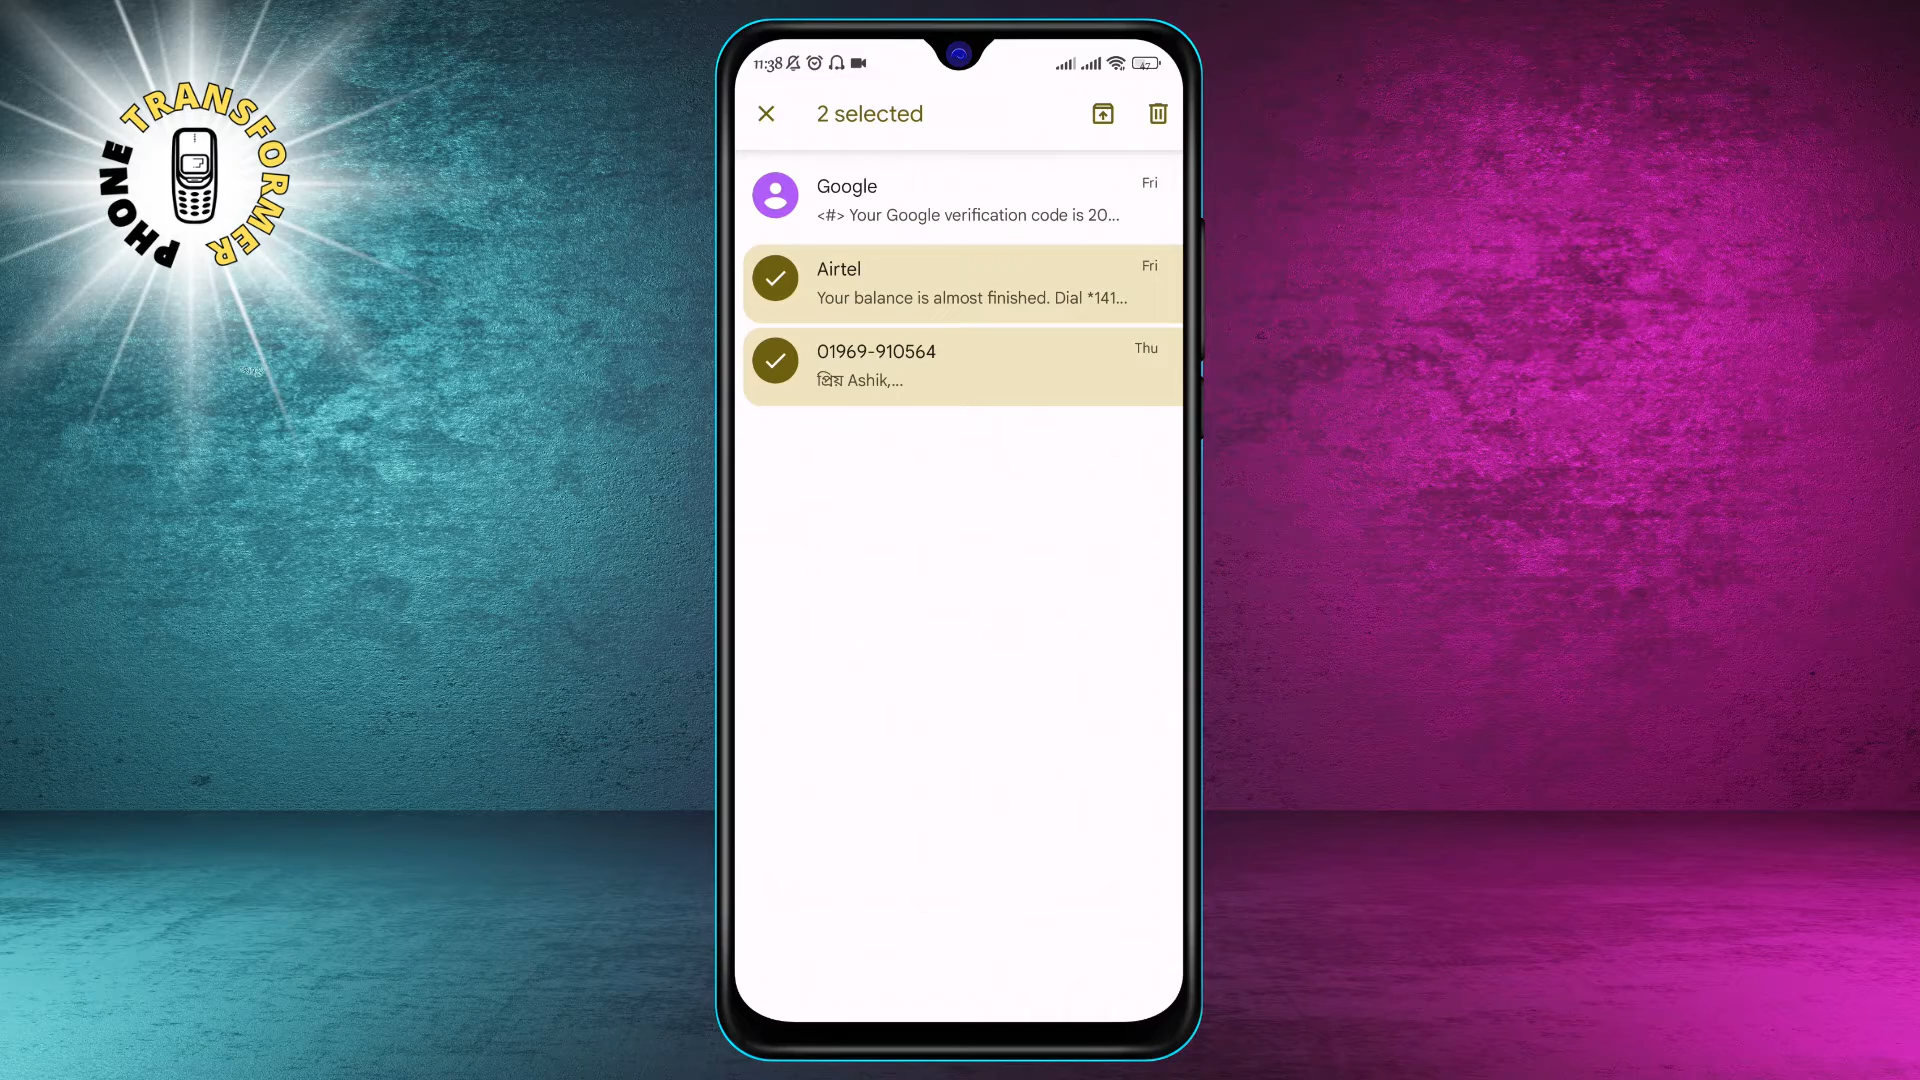 PHONE TRANSFORMER
11:38
47
2 selected
Google
Fri
<#> Your Google verification code is 20...
Airtel
Fri
Your balance is almost finished. Dial *141...
01969-910564
Thu
প্রিয় Ashik,...